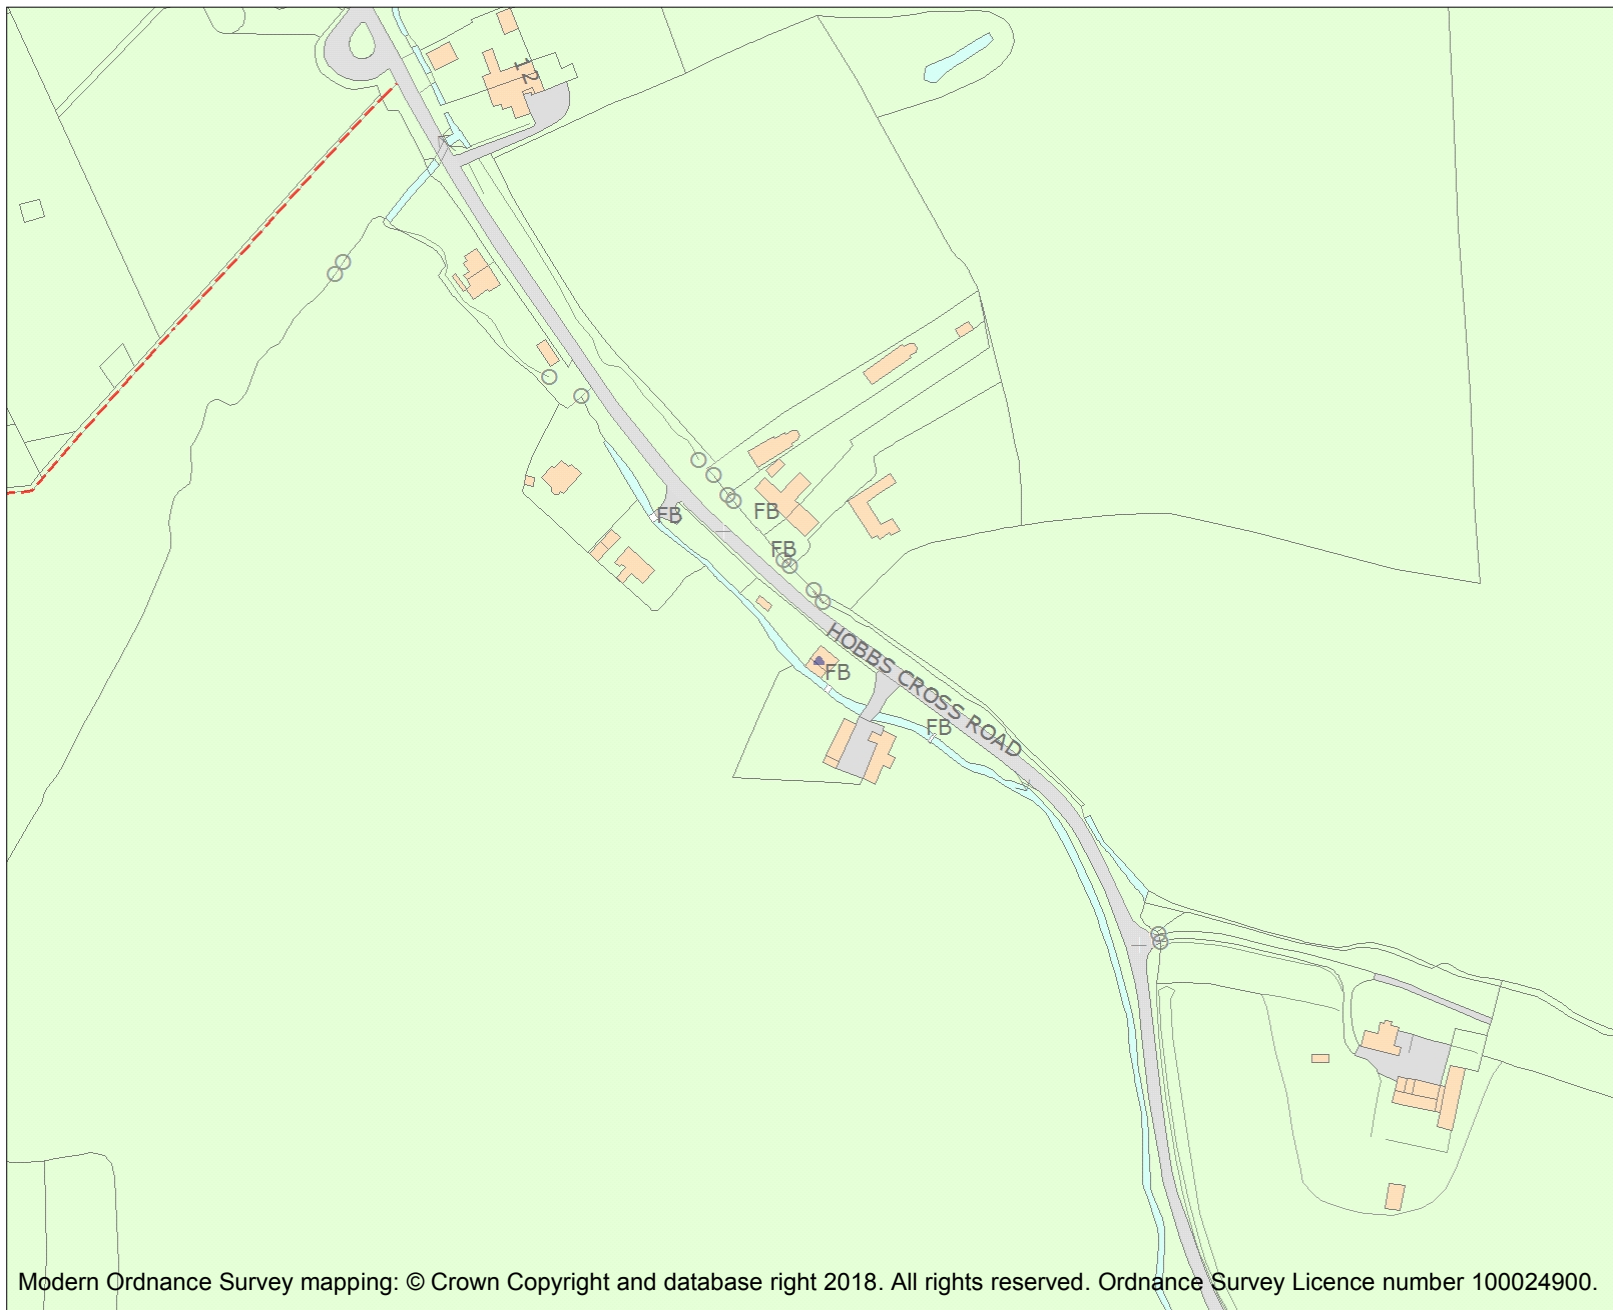 12
FB
FB
FB
HOBBS CROSS ROAD
FB
FB
Modern Ordnance Survey mapping: © Crown Copyright and database right 2018. All rights reserved. Ordnance Survey Licence number 100024900.